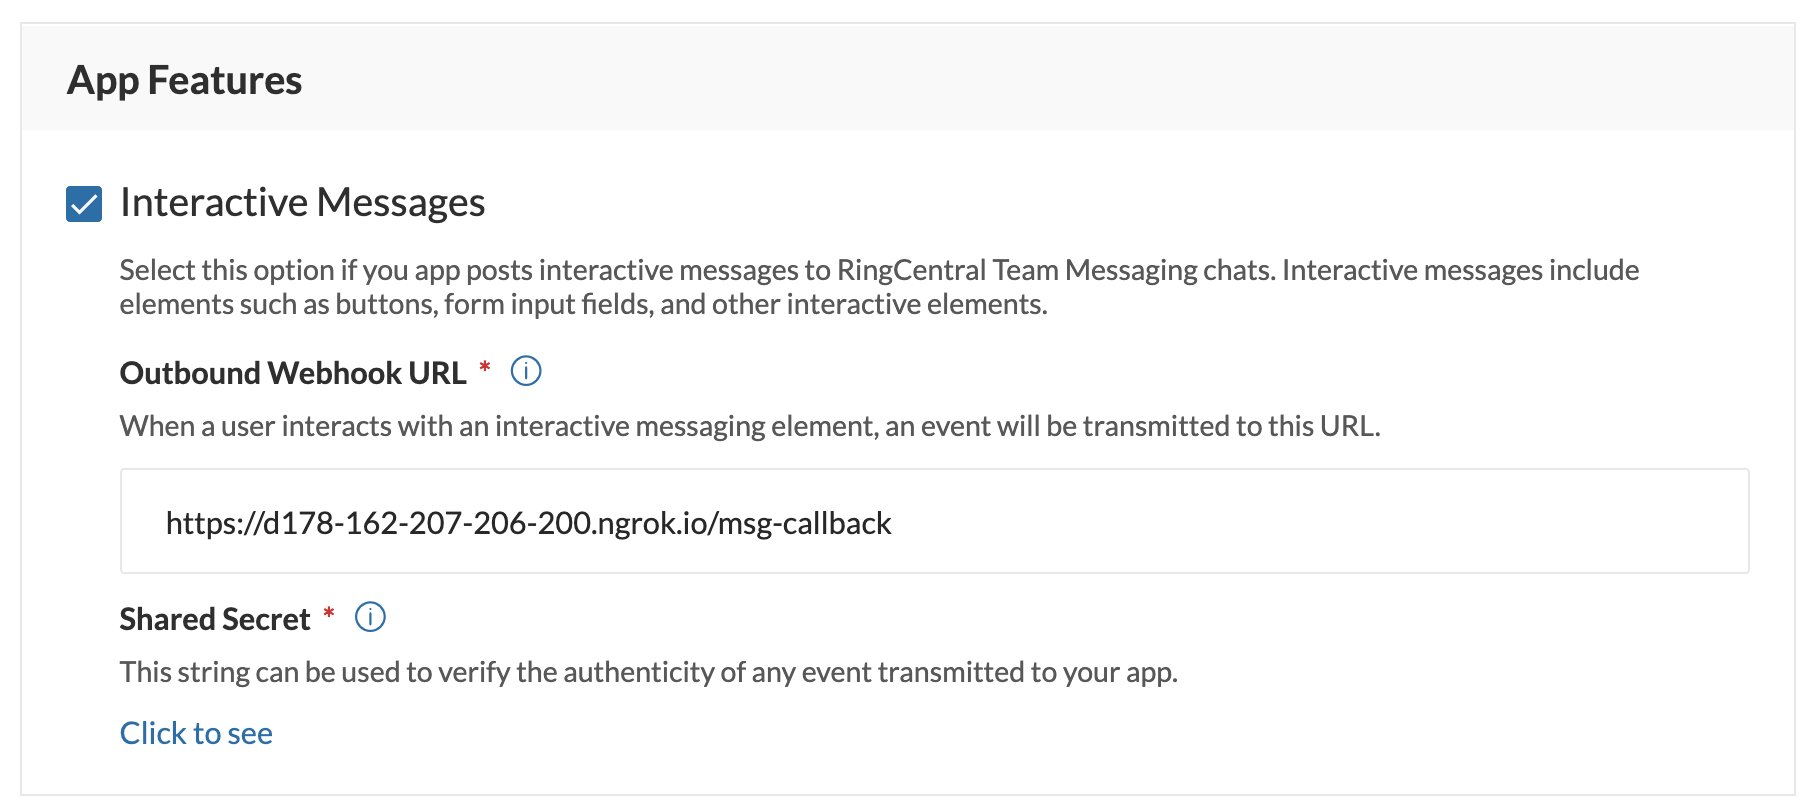 App Features
Interactive Messages
Select this option if you app posts interactive messages to RingCentral Team Messaging chats. Interactive messages include
elements such as buttons, form input fields, and other interactive elements.
Outbound Webhook URL *
When a user interacts with an interactive messaging element, an event will be transmitted to this URL.
https://d178-162-207-206-200.ngrok.io/msg-callback
Shared Secret *
This string can be used to verify the authenticity of any event transmitted to your app.
Click to see